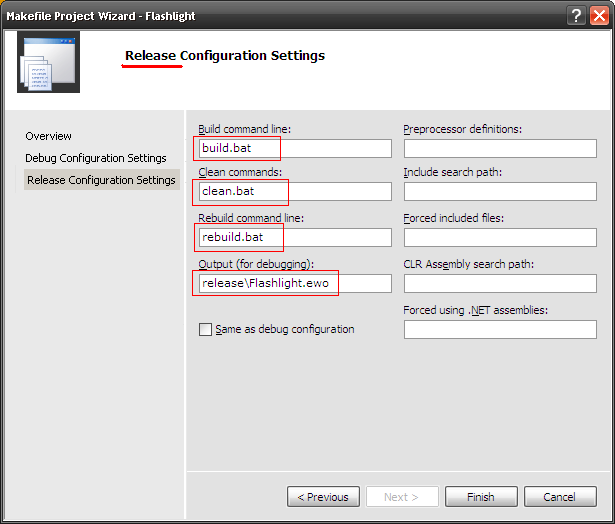 Makefile Project Wizard - Flashlight
Release Configuration Settings
Overview
Debug Configuration Settings
Release Configuration Settings
Build command line:
build.bat
Clean commands:
clean.bat
Rebuild command line:
rebuild.bat
Output (for debugging):
release\Flashlight.ewo
Same as debug configuration
Preprocessor definitions:
Include search path:
Forced included files:
CLR Assembly search path:
Forced using .NET assemblies:
< Previous
Next >
Finish
Cancel